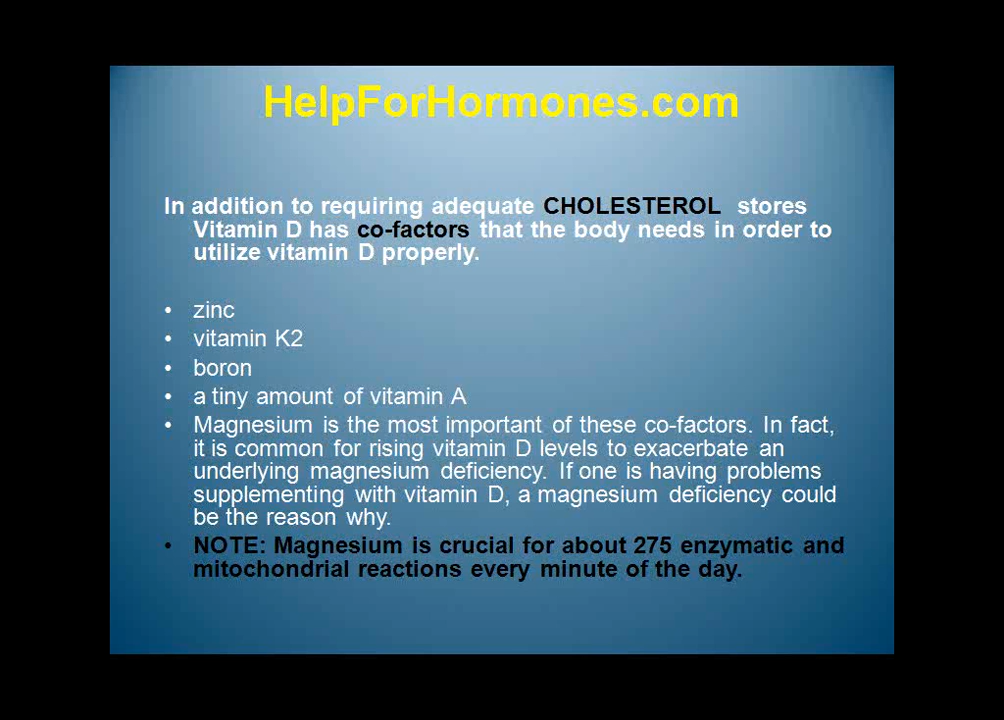 HelpForHormones.com
In addition to requiring adequate CHOLESTEROL stores
Vitamin D has co-factors that the body needs in order to
utilize vitamin D properly.
• zinc
• vitamin K2
• boron
• a tiny amount of vitamin A
• Magnesium is the most important of these co-factors. In fact,
it is common for rising vitamin D levels to exacerbate an
underlying magnesium deficiency. If one is having problems
supplementing with vitamin D, a magnesium deficiency could
be the reason why.
• NOTE: Magnesium is crucial for about 275 enzymatic and
mitochondrial reactions every minute of the day.